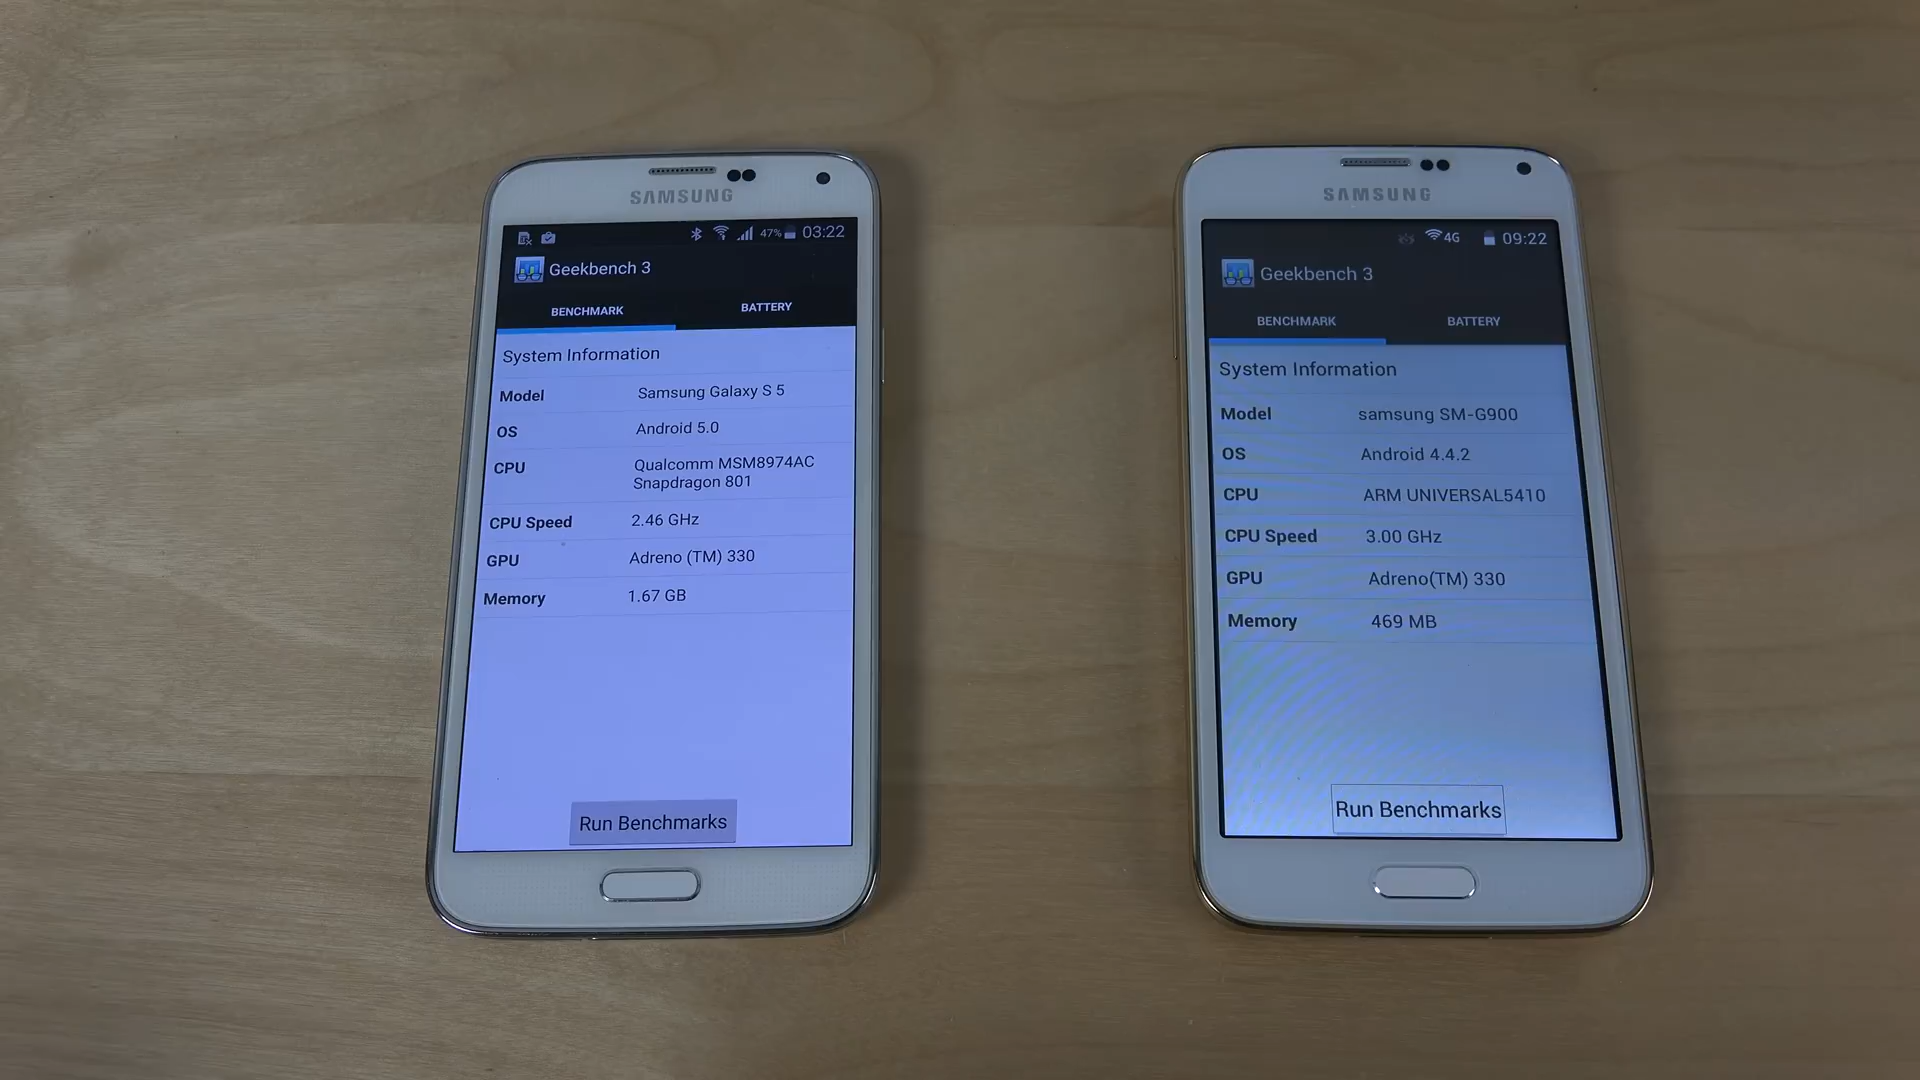 SAMSUNG
47% 03:22
Geekbench 3
BENCHMARK BATTERY
System Information
Model Samsung Galaxy S 5
OS Android 5.0
CPU Qualcomm MSM8974AC
Snapdragon 801
CPU Speed 2.46 GHz
GPU Adreno (TM) 330
Memory 1.67 GB
Run Benchmarks
SAMSUNG
4G 09:22
Geekbench 3
BENCHMARK BATTERY
System Information
Model samsung SM-G900
OS Android 4.4.2
CPU ARM UNIVERSAL5410
CPU Speed 3.00 GHz
GPU Adreno(TM) 330
Memory 469 MB
Run Benchmarks